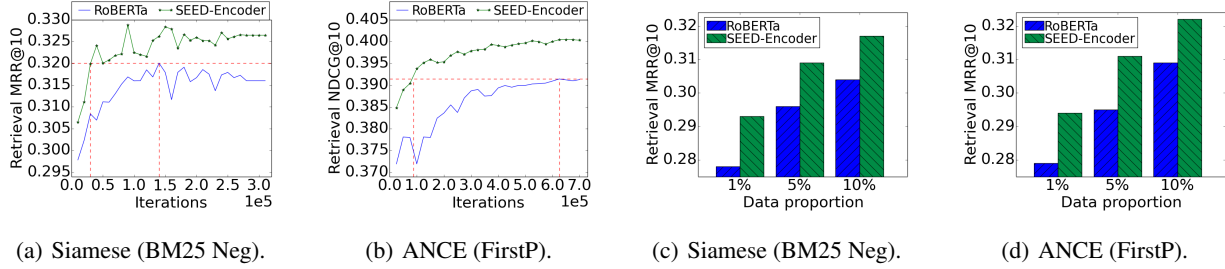 RoBERTa SEED-Encoder
0.330
0.325
0.320
0.315
0.310
0.305
0.300
0.295
Retrieval MRR@10
0.0 0.5 1.0 1.5 2.0 2.5 3.0
Iterations 1e5
(a) Siamese (BM25 Neg).
RoBERTa SEED-Encoder
0.405
0.400
0.395
0.390
0.385
0.380
0.375
0.370
Retrieval NDCG@10
0.0 1.0 2.0 3.0 4.0 5.0 6.0 7.0
Iterations 1e5
(b) ANCE (FirstP).
RoBERTa
SEED-Encoder
0.32
0.31
0.30
0.29
0.28
Retrieval MRR@10
1% 5% 10%
Data proportion
(c) Siamese (BM25 Neg).
RoBERTa
SEED-Encoder
0.32
0.31
0.30
0.29
0.28
Retrieval MRR@10
1% 5% 10%
Data proportion
(d) ANCE (FirstP).